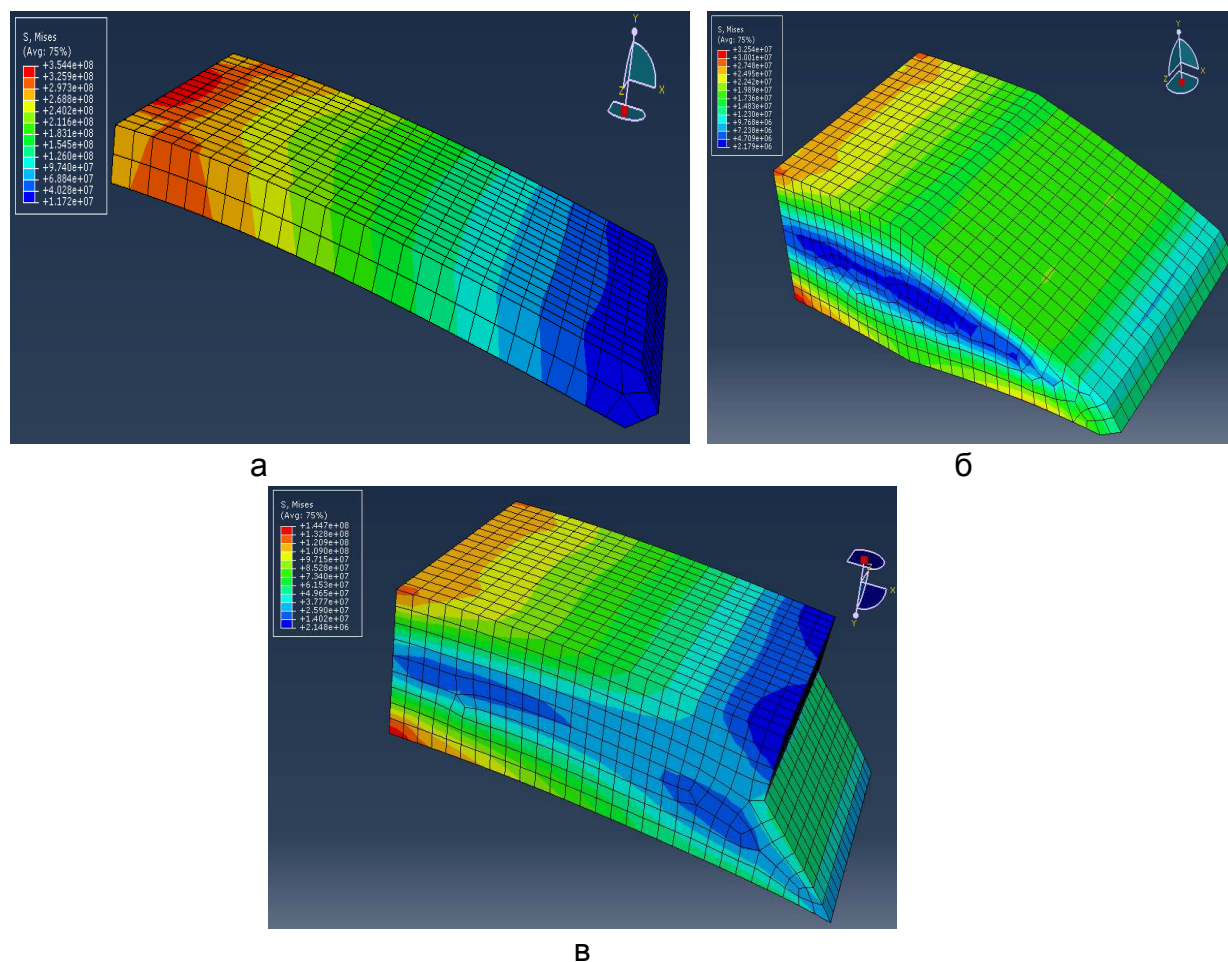 S, Mises
(Avg: 75%)
+3.544e+08
+3.259e+08
+2.973e+08
+2.688e+08
+2.402e+08
+2.116e+08
+1.831e+08
+1.545e+08
+1.260e+08
+9.740e+07
+6.884e+07
+4.028e+07
+1.172e+07
Y
X
Z
а
S, Mises
(Avg: 75%)
+3.254e+07
+3.001e+07
+2.748e+07
+2.495e+07
+2.242e+07
+1.989e+07
+1.736e+07
+1.483e+07
+1.230e+07
+9.768e+06
+7.238e+06
+4.709e+06
+2.179e+06
Y
Z
X
б
S, Mises
(Avg: 75%)
+1.447e+08
+1.328e+08
+1.209e+08
+1.090e+08
+9.715e+07
+8.528e+07
+7.340e+07
+6.153e+07
+4.965e+07
+3.777e+07
+2.590e+07
+1.402e+07
+2.148e+06
Z
X
Y
в